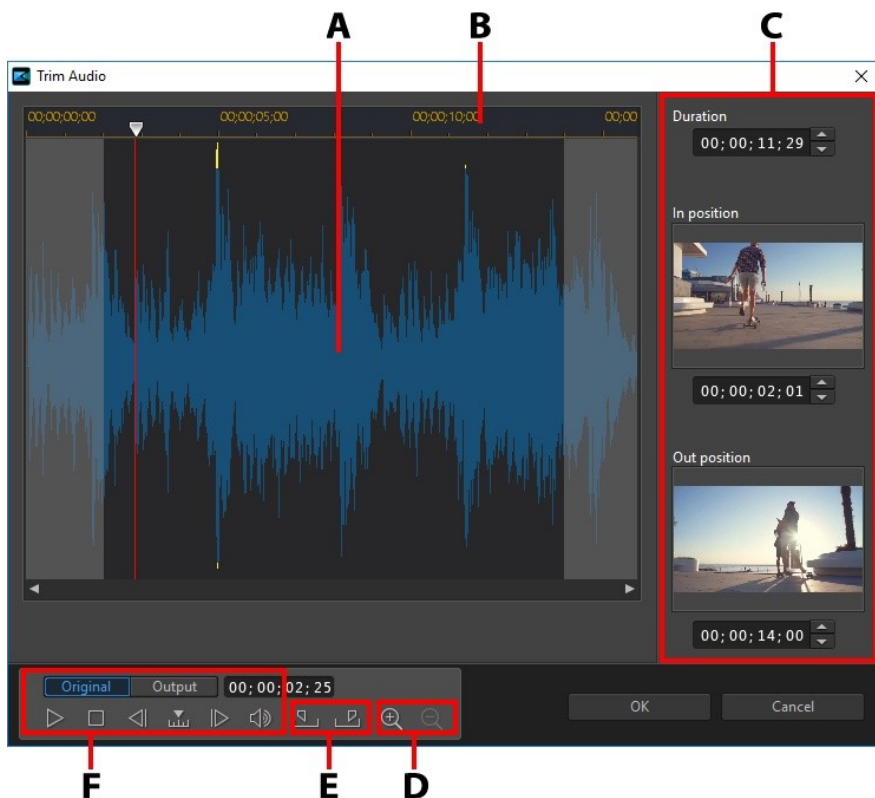 A B C
Trim Audio
00;00;00;00 00;00;05;00 00;00;10;00 00;00
Duration
00; 00; 11; 29
In position
00; 00; 02; 01
Out position
00; 00; 14; 00
Original Output 00; 00; 02; 25
OK Cancel
F E D